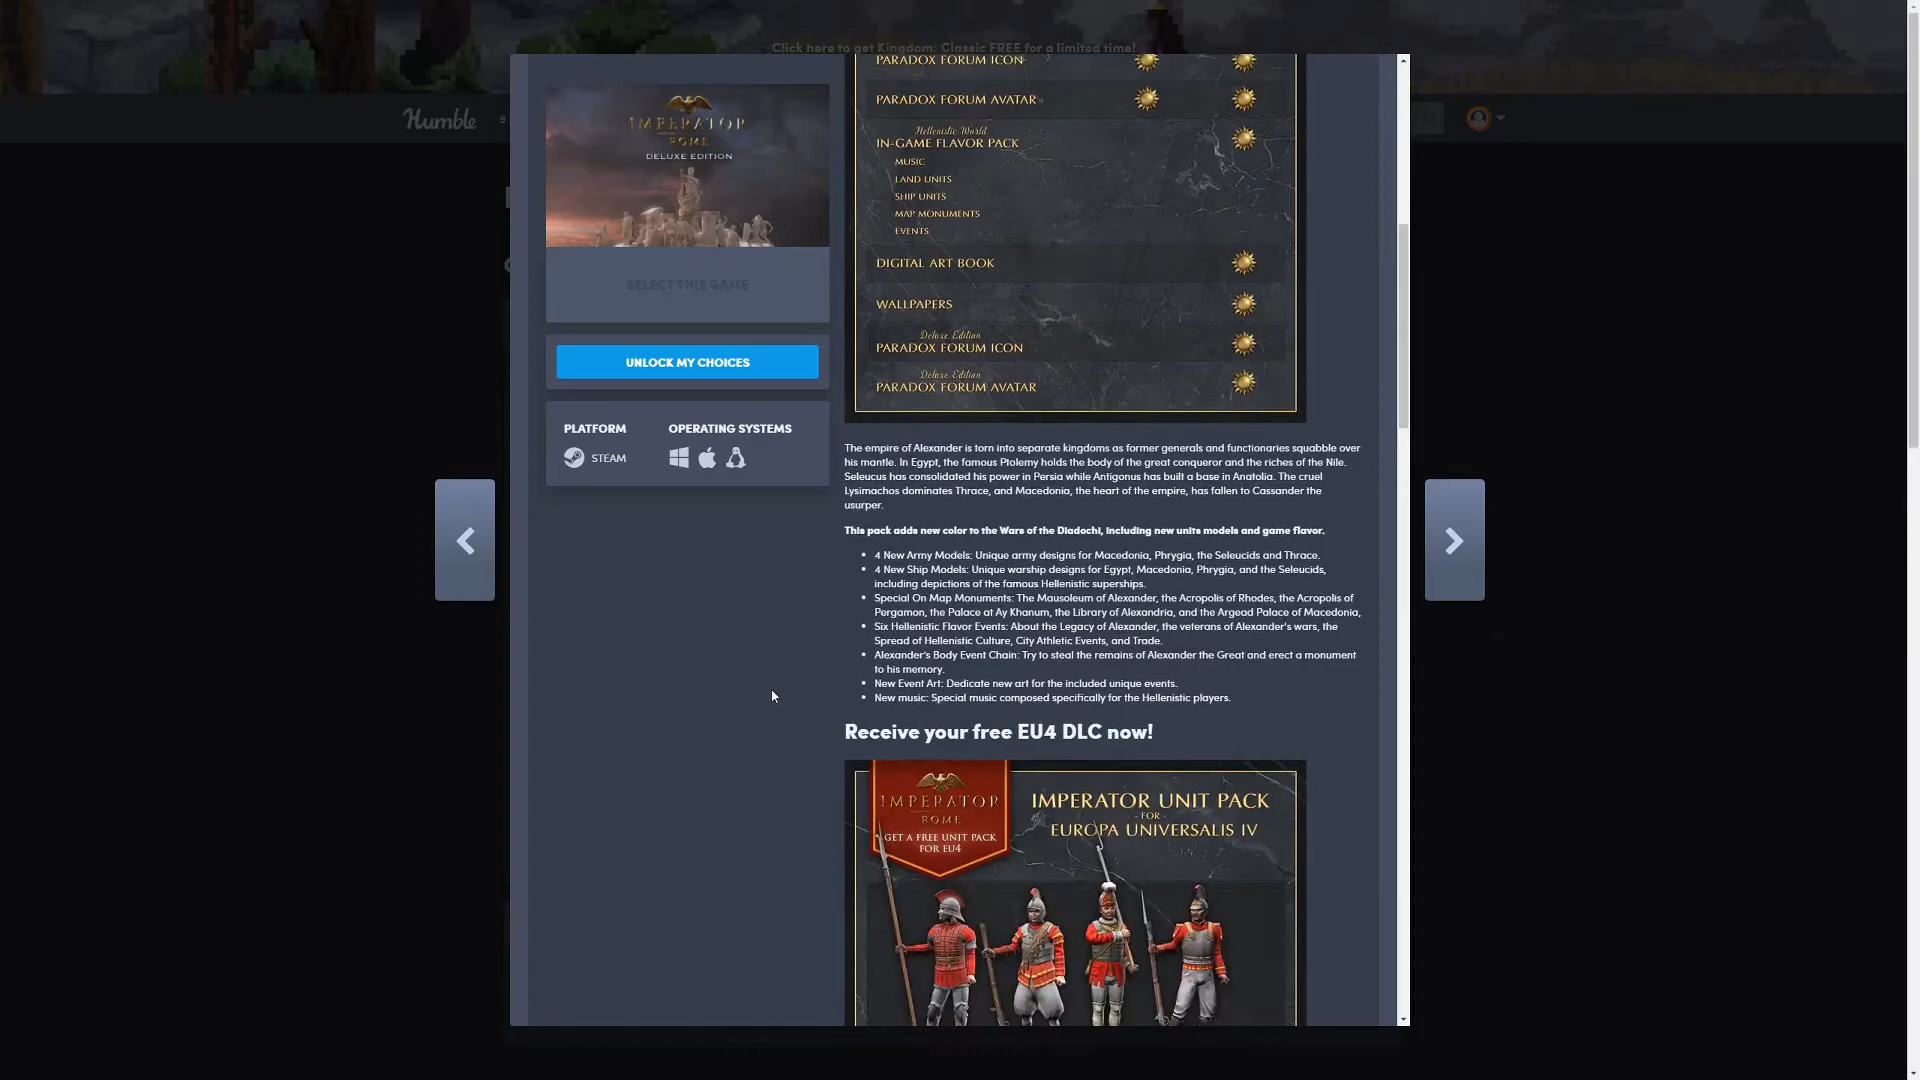 Click here to get Kingdom: Classic FREE for a limited time!
Humble
9
IMPERATOR
ROME
DELUXE EDITION
SELECT THIS GAME
UNLOCK MY CHOICES
PLATFORM
OPERATING SYSTEMS
STEAM
PARADOX FORUM ICON
PARADOX FORUM AVATAR
Hellenistic World
IN-GAME FLAVOR PACK
MUSIC
LAND UNITS
SHIP UNITS
MAP MONUMENTS
EVENTS
DIGITAL ART BOOK
WALLPAPERS
Deluxe Edition
PARADOX FORUM ICON
Deluxe Edition
PARADOX FORUM AVATAR
The empire of Alexander is torn into separate kingdoms as former generals and functionaries squabble over
his mantle. In Egypt, the famous Ptolemy holds the body of the great conqueror and the riches of the Nile.
Seleucus has consolidated his power in Persia while Antigonus has built a base in Anatolia. The cruel
Lysimachos dominates Thrace, and Macedonia, the heart of the empire, has fallen to Cassander the
usurper.
This pack adds new color to the Wars of the Diadochi, including new units models and game flavor.
• 4 New Army Models: Unique army designs for Macedonia, Phrygia, the Seleucids and Thrace.
• 4 New Ship Models: Unique warship designs for Egypt, Macedonia, Phrygia, and the Seleucids,
including depictions of the famous Hellenistic superships.
• Special On Map Monuments: The Mausoleum of Alexander, the Acropolis of Rhodes, the Acropolis of
Pergamon, the Palace at Ay Khanum, the Library of Alexandria, and the Argead Palace of Macedonia,
• Six Hellenistic Flavor Events: About the Legacy of Alexander, the veterans of Alexander's wars, the
Spread of Hellenistic Culture, City Athletic Events, and Trade.
• Alexander's Body Event Chain: Try to steal the remains of Alexander the Great and erect a monument
to his memory.
• New Event Art: Dedicate new art for the included unique events.
• New music: Special music composed specifically for the Hellenistic players.
Receive your free EU4 DLC now!
IMPERATOR
ROME
GET A FREE UNIT PACK
FOR EU4
IMPERATOR UNIT PACK
- FOR -
EUROPA UNIVERSALIS IV